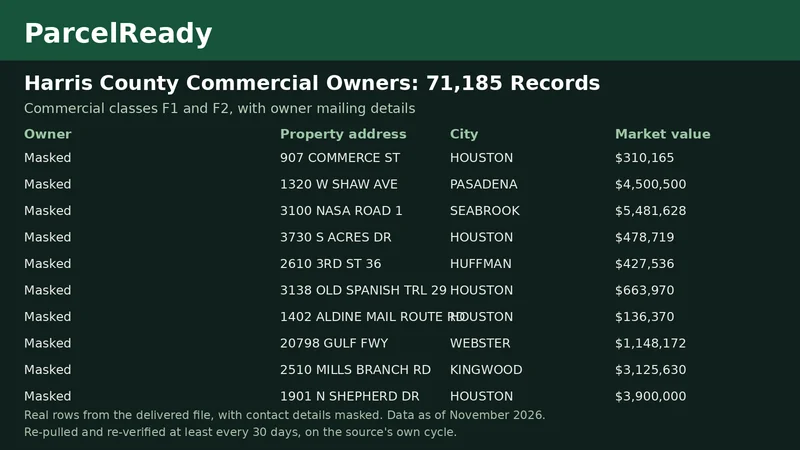 ParcelReady
Harris County Commercial Owners: 71,185 Records
Commercial classes F1 and F2, with owner mailing details
Owner Property address City Market value
Masked 907 COMMERCE ST HOUSTON $310,165
Masked 1320 W SHAW AVE PASADENA $4,500,500
Masked 3100 NASA ROAD 1 SEABROOK $5,481,628
Masked 3730 S ACRES DR HOUSTON $478,719
Masked 2610 3RD ST 36 HUFFMAN $427,536
Masked 3138 OLD SPANISH TRL 29 HOUSTON $663,970
Masked 1402 ALDINE MAIL ROUTE RD HOUSTON $136,370
Masked 20798 GULF FWY WEBSTER $1,148,172
Masked 2510 MILLS BRANCH RD KINGWOOD $3,125,630
Masked 1901 N SHEPHERD DR HOUSTON $3,900,000
Real rows from the delivered file, with contact details masked. Data as of November 2026.
Re-pulled and re-verified at least every 30 days, on the source's own cycle.